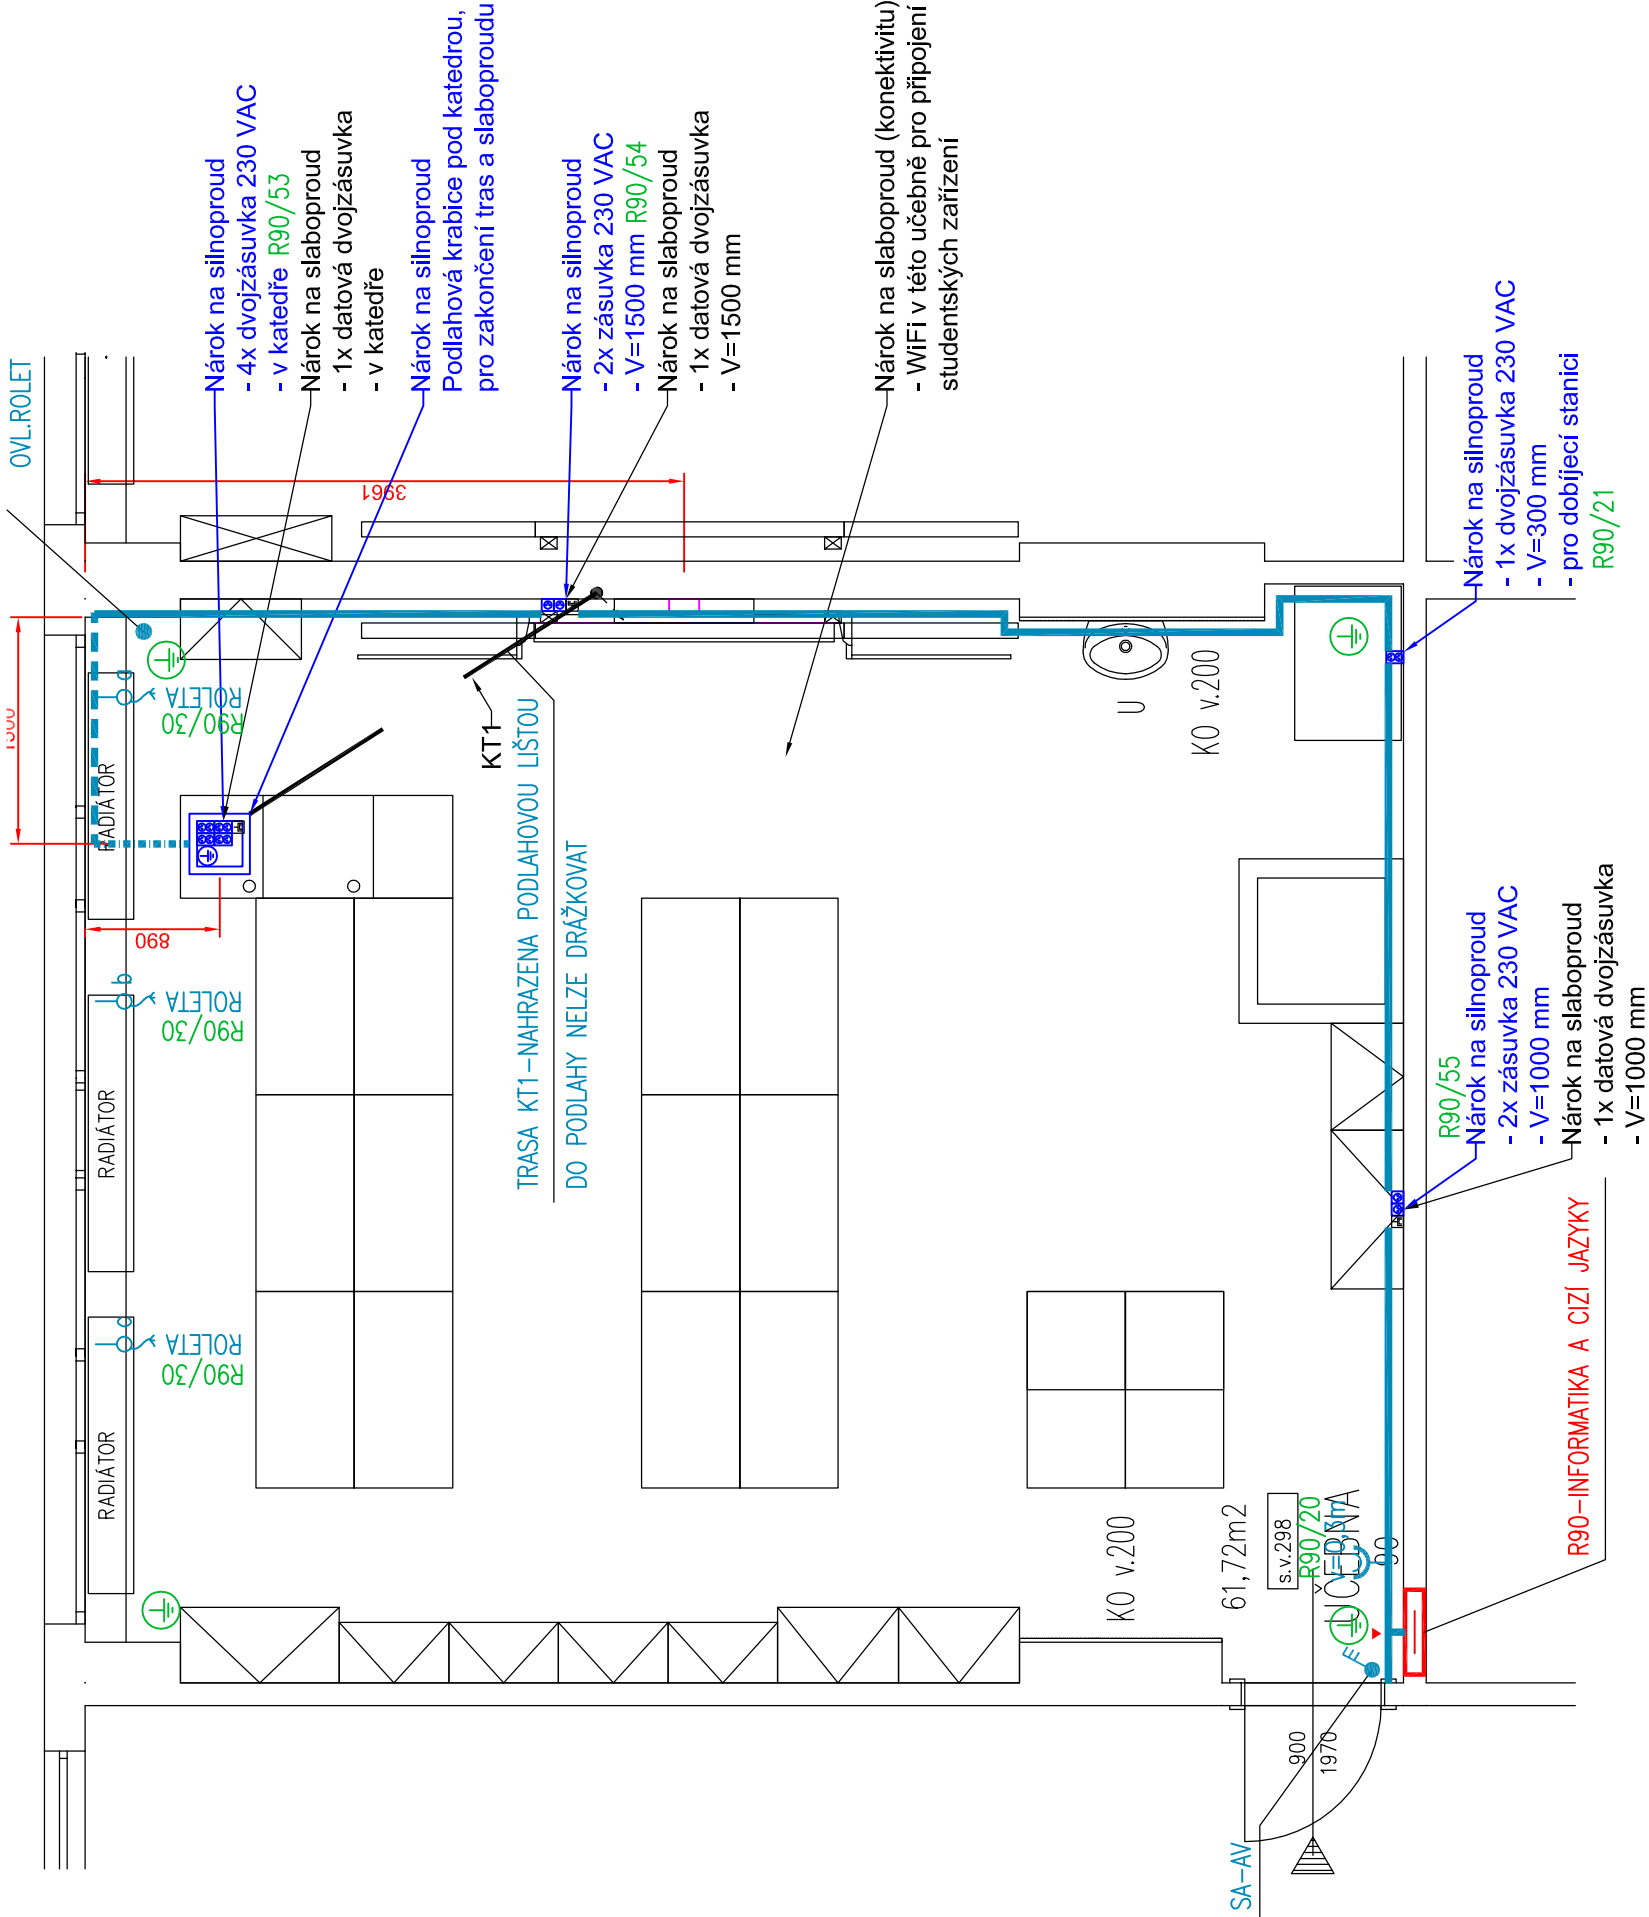 OVL.ROLET
Nárok na silnoproud
- 4x dvojzásuvka 230 VAC
- v katedře R90/53
Nárok na slaboproud
- 1x datová dvojzásuvka
- v katedře
Nárok na silnoproud
Podlahová krabice pod katedrou,
pro zakončení tras a slaboproudu
Nárok na silnoproud
- 2x zásuvka 230 VAC
- V=1500 mm R90/54
Nárok na slaboproud
- 1x datová dvojzásuvka
- V=1500 mm
Nárok na slaboproud (konektivitu)
- WiFi v této učebně pro připojení
studentských zařízení
Nárok na silnoproud
- 1x dvojzásuvka 230 VAC
- V=300 mm
- pro dobíjecí stanici
R90/21
3961
890
a
ROLETA
R90/30
b
ROLETA
R90/30
c
ROLETA
R90/30
RADIÁTOR
RADIÁTOR
RADIÁTOR
KT1
TRASA KT1-NAHRAZENA PODLAHOVOU LIŠTOU
DO PODLAHY NELZE DRÁŽKOVAT
U
KO v.200
R90/55
Nárok na silnoproud
- 2x zásuvka 230 VAC
- V=1000 mm
Nárok na slaboproud
- 1x datová dvojzásuvka
- V=1000 mm
KO v.200
61,72m2
s.v.298
R90/20
v=0,3m
UČEBNA
90
R90-INFORMATIKA A CIZÍ JAZYKY
E
900
1970
SA-AV